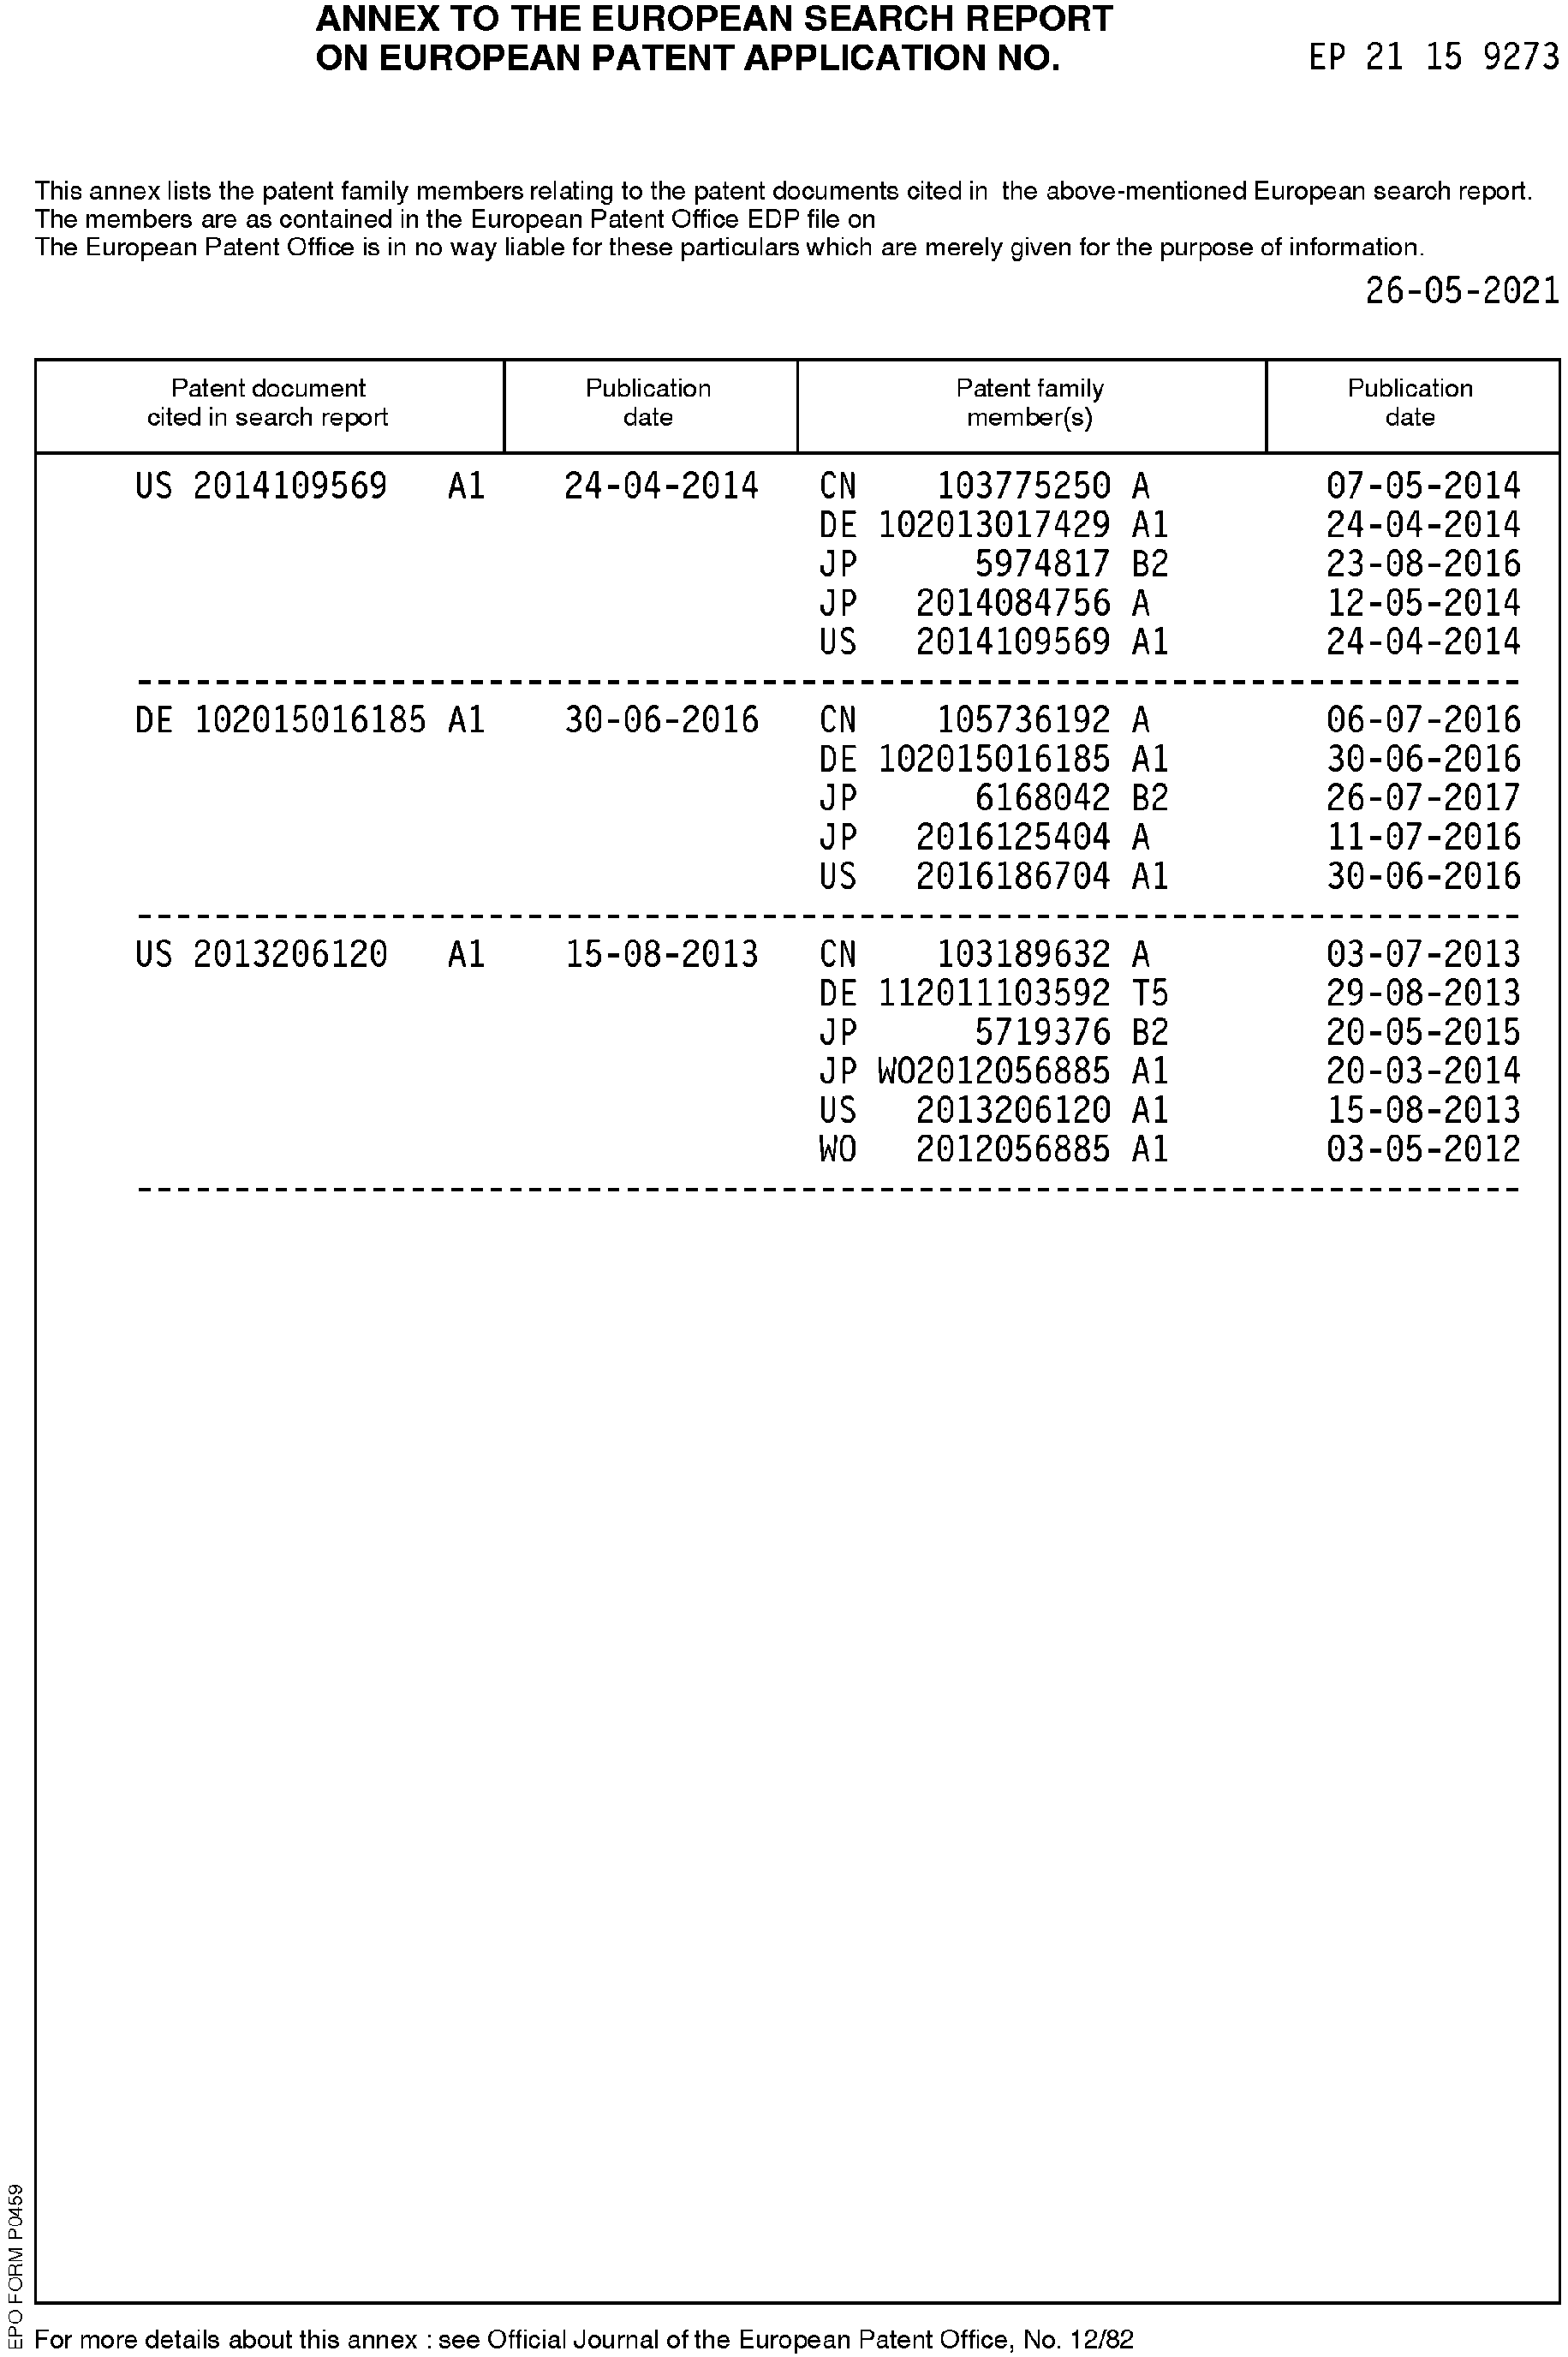 ANNEX TO THE EUROPEAN SEARCH REPORT
ON EUROPEAN PATENT APPLICATION NO. EP 21 15 9273
This annex lists the patent family members relating to the patent documents cited in the above-mentioned European search report.
The members are as contained in the European Patent Office EDP file on
The European Patent Office is in no way liable for these particulars which are merely given for the purpose of information.
26-05-2021
Patent document cited in search report Publication date Patent family member(s) Publication date
US 2014109569 A1 24-04-2014 CN 103775250 A 07-05-2014
DE 102013017429 A1 24-04-2014
JP 5974817 B2 23-08-2016
JP 2014084756 A 12-05-2014
US 2014109569 A1 24-04-2014
DE 102015016185 A1 30-06-2016 CN 105736192 A 06-07-2016
DE 102015016185 A1 30-06-2016
JP 6168042 B2 26-07-2017
JP 2016125404 A 11-07-2016
US 2016186704 A1 30-06-2016
US 2013206120 A1 15-08-2013 CN 103189632 A 03-07-2013
DE 112011103592 T5 29-08-2013
JP 5719376 B2 20-05-2015
JP WO2012056885 A1 20-03-2014
US 2013206120 A1 15-08-2013
WO 2012056885 A1 03-05-2012
EPO FORM P0459
For more details about this annex : see Official Journal of the European Patent Office, No. 12/82